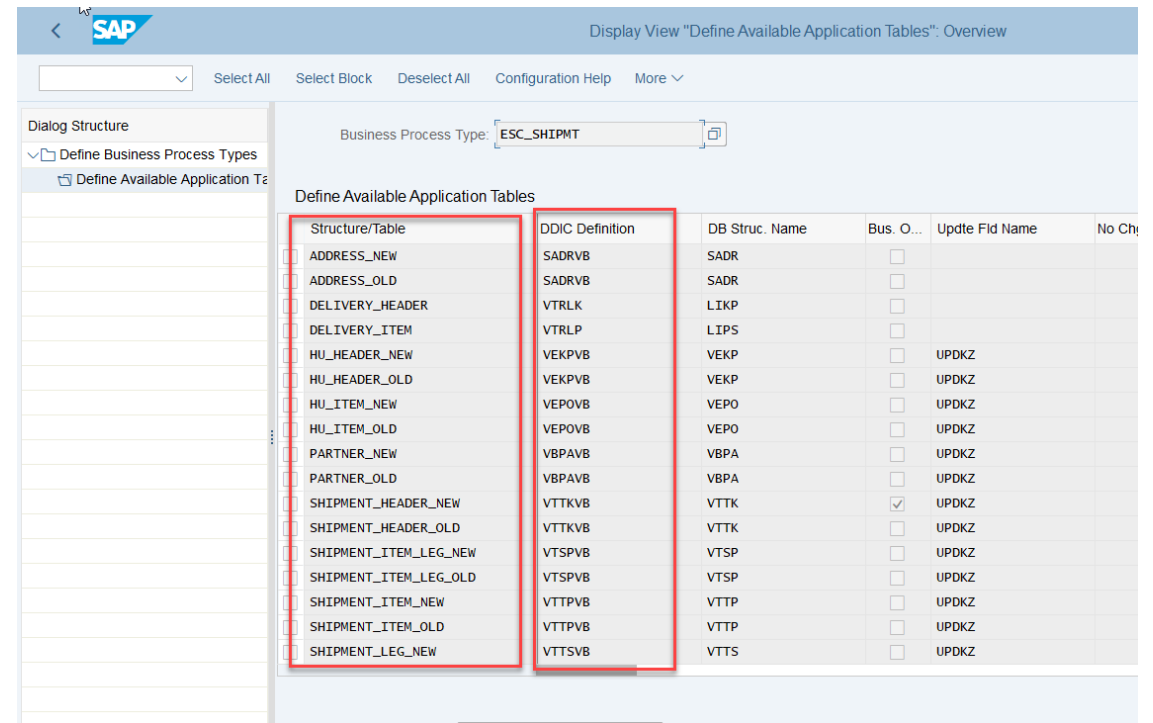 SAP
Display View "Define Available Application Tables": Overview
Select All Select Block Deselect All Configuration Help More
Dialog Structure
Define Business Process Types
Define Available Application Ta
Business Process Type: ESC_SHIPMT
Define Available Application Tables
Structure/Table DDIC Definition DB Struc. Name Bus. O... Updte Fld Name No Chg
ADDRESS_NEW SADRVB SADR
ADDRESS_OLD SADRVB SADR
DELIVERY_HEADER VTRLK LIKP
DELIVERY_ITEM VTRLP LIPS
HU_HEADER_NEW VEKPVB VEKP UPDKZ
HU_HEADER_OLD VEKPVB VEKP UPDKZ
HU_ITEM_NEW VEPOVB VEPO UPDKZ
HU_ITEM_OLD VEPOVB VEPO UPDKZ
PARTNER_NEW VBPAVB VBPA UPDKZ
PARTNER_OLD VBPAVB VBPA UPDKZ
SHIPMENT_HEADER_NEW VTTKVB VTTK UPDKZ
SHIPMENT_HEADER_OLD VTTKVB VTTK UPDKZ
SHIPMENT_ITEM_LEG_NEW VTSPVB VTSP UPDKZ
SHIPMENT_ITEM_LEG_OLD VTSPVB VTSP UPDKZ
SHIPMENT_ITEM_NEW VTTPVB VTTP UPDKZ
SHIPMENT_ITEM_OLD VTTPVB VTTP UPDKZ
SHIPMENT_LEG_NEW VTTSVB VTTS UPDKZ